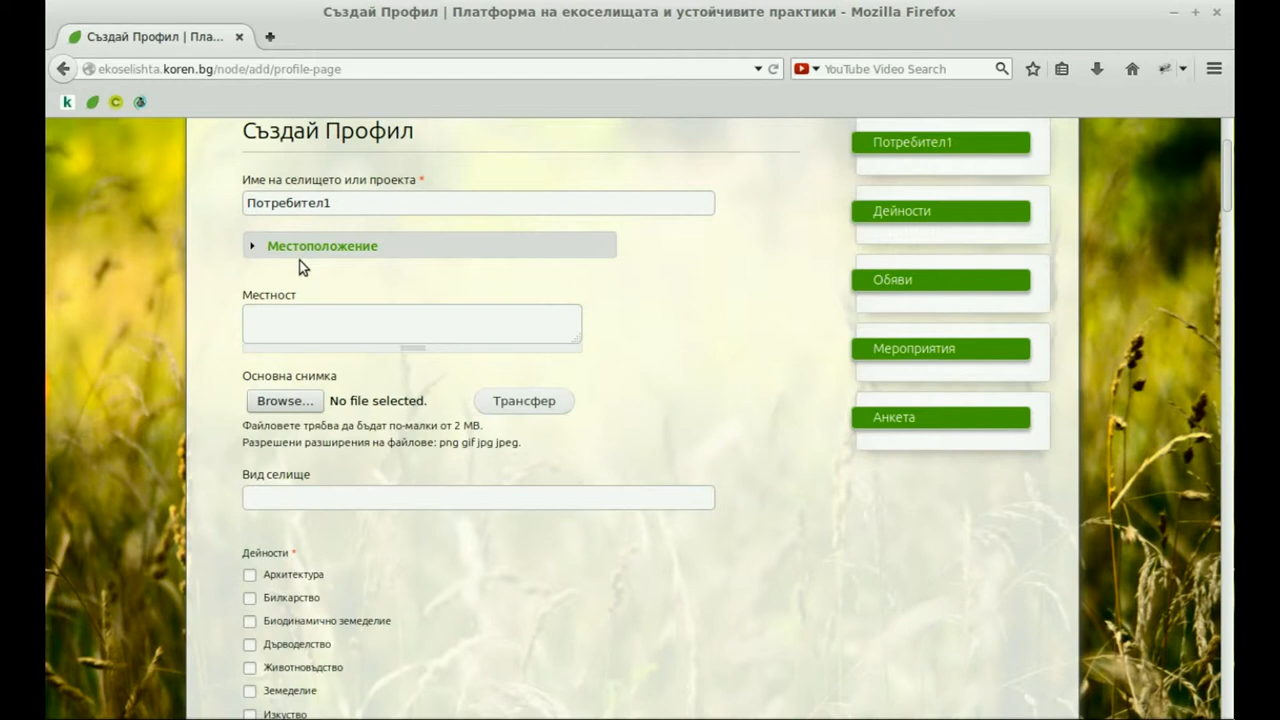 Създай Профил | Платформа на екоселищата и устойчивите практики - Mozilla Firefox
Създай Профил | Пла...
ekoselishta.koren.bg/node/add/profile-page
YouTube Video Search
k
Създай Профил
Име на селището или проекта *
Потребител1
Местоположение
Местност
Основна снимка
Browse... No file selected. Трансфер
Файловете трябва да бъдат по-малки от 2 MB.
Разрешени разширения на файлове: png gif jpg jpeg.
Вид селище
Дейности *
Архитектура
Билкарство
Биодинамично земеделие
Дърводелство
Животновъдство
Земеделие
Изкуство
Потребител1
Дейности
Обяви
Мероприятия
Анкета